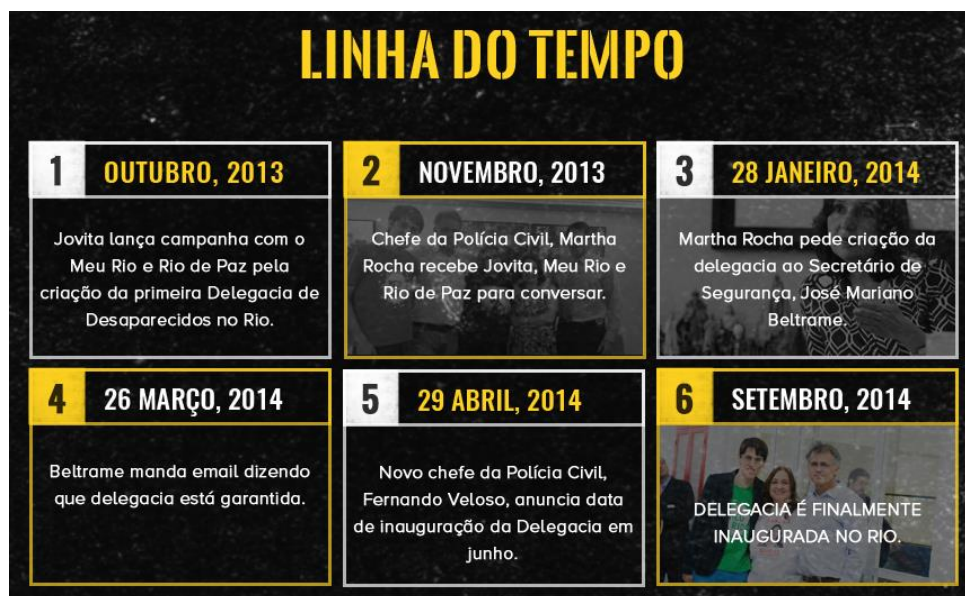 LINHA DO TEMPO
1 OUTUBRO, 2013
Jovita lança campanha com o
Meu Rio e Rio de Paz pela
criação da primeira Delegacia de
Desaparecidos no Rio.
2 NOVEMBRO, 2013
Chefe da Polícia Civil, Martha
Rocha recebe Jovita, Meu Rio e
Rio de Paz para conversar.
3 28 JANEIRO, 2014
Martha Rocha pede criação da
delegacia ao Secretário de
Segurança, José Mariano
Beltrame.
4 26 MARÇO, 2014
Beltrame manda email dizendo
que delegacia está garantida.
5 29 ABRIL, 2014
Novo chefe da Polícia Civil,
Fernando Veloso, anuncia data
de inauguração da Delegacia em
junho.
6 SETEMBRO, 2014
DELEGACIA É FINALMENTE
INAUGURADA NO RIO.